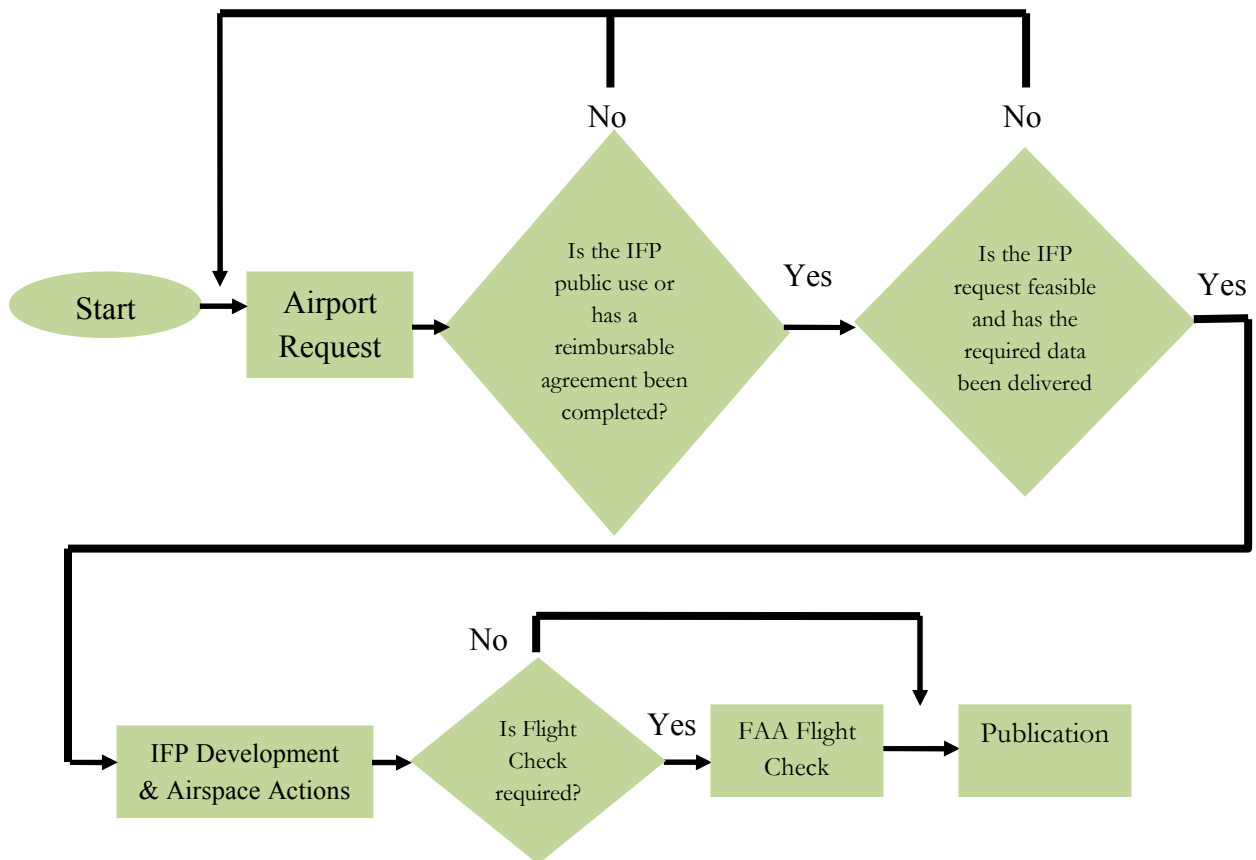 No
No
Start
Airport
Request
Is the IFP
public use or
has a
reimbursable
agreement been
completed?
Yes
Is the IFP
request feasible
and has the
required data
been delivered
Yes
IFP Development
& Airspace Actions
No
Is Flight
Check
required?
Yes
FAA Flight
Check
Publication